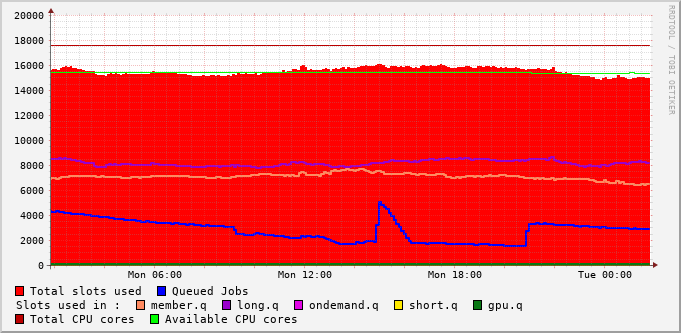 20000
18000
16000
14000
12000
10000
8000
6000
4000
2000
0
Mon 06:00 Mon 12:00 Mon 18:00 Tue 00:00
Total slots used Queued Jobs
Slots used in : member.q long.q ondemand.q short.q gpu.q
Total CPU cores Available CPU cores
RRDTOOL / TOBI OETIKER